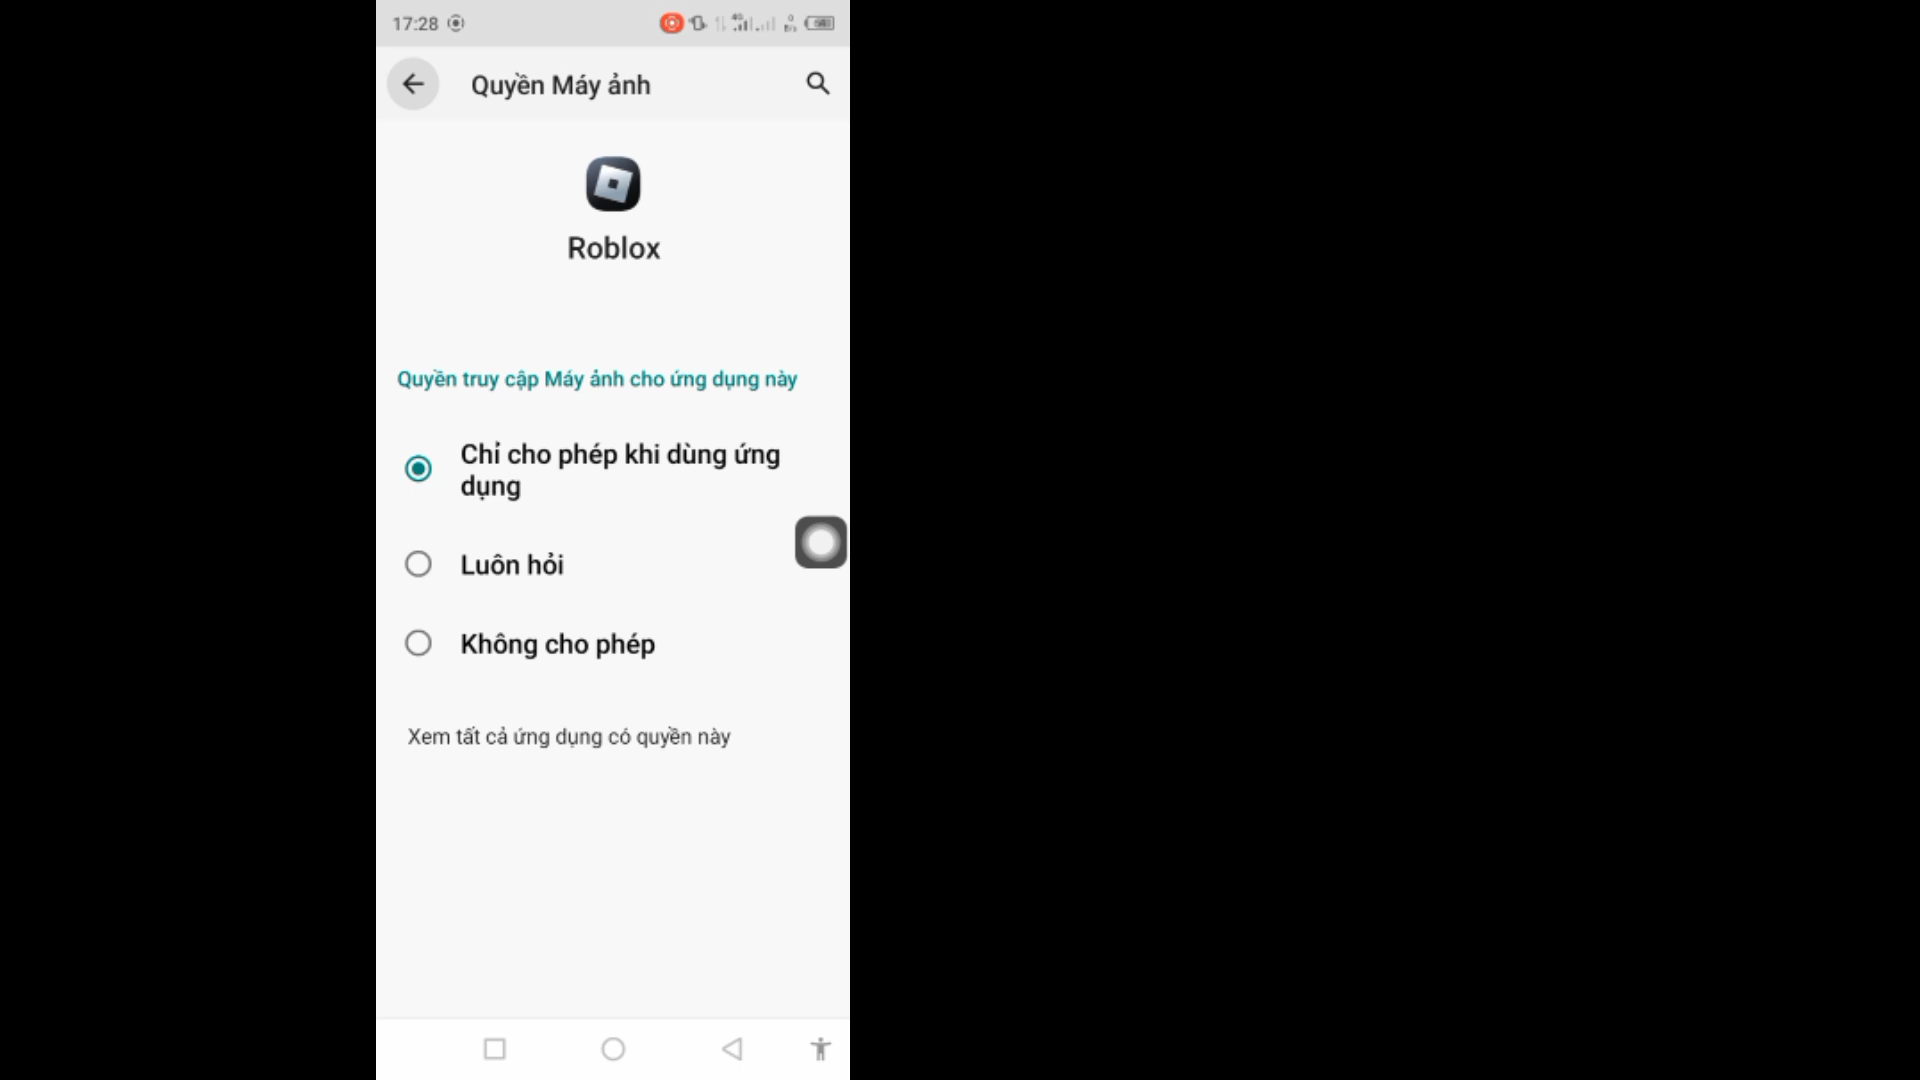 17:28
Quyền Máy ảnh
Roblox
Quyền truy cập Máy ảnh cho ứng dụng này
Chỉ cho phép khi dùng ứng
dụng
Luôn hỏi
Không cho phép
Xem tất cả ứng dụng có quyền này